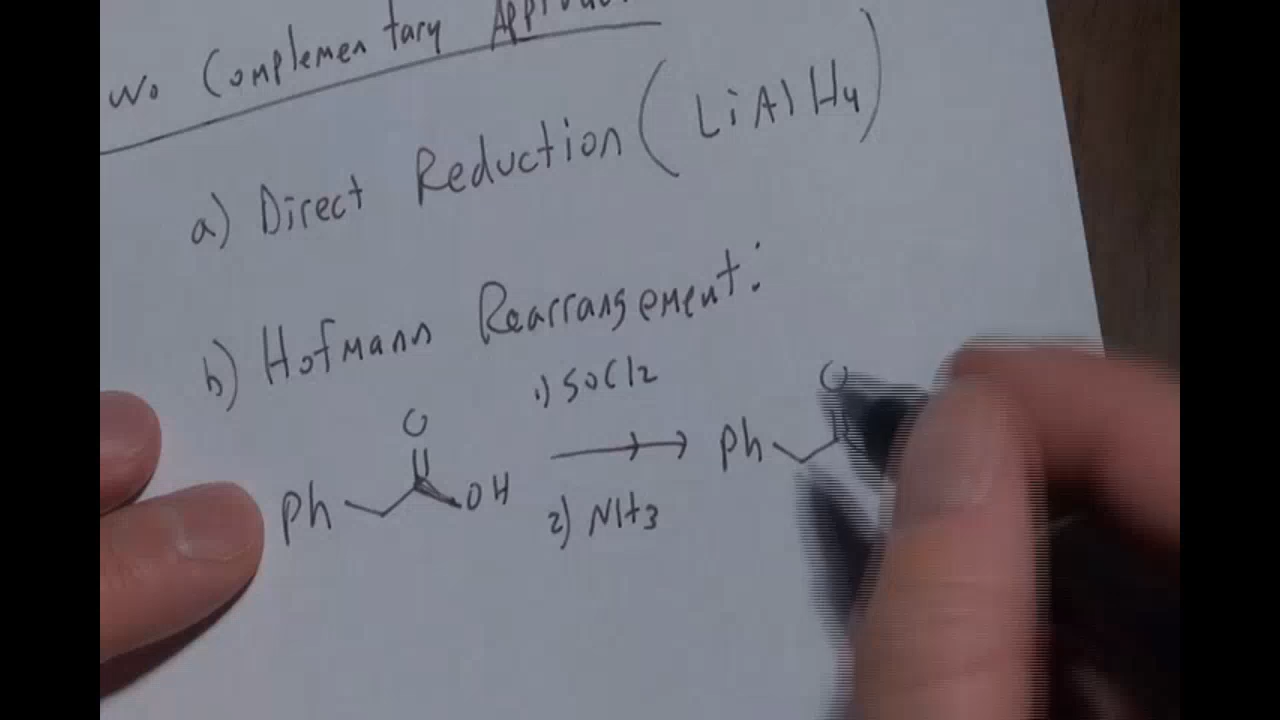 wo Complementary
a) Direct Reduction (LiAlH4)
b) Hofmann Rearrangement:
1) SOCl2
O
O
Ph
OH
Ph
2) NH3